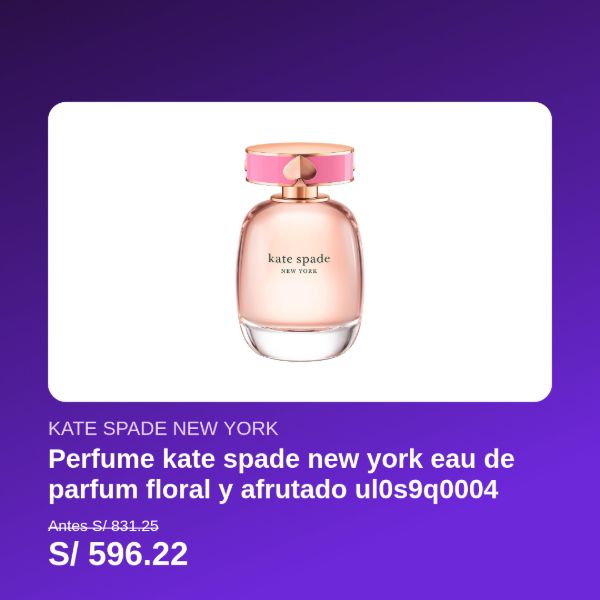 kate spade
NEW YORK
KATE SPADE NEW YORK
Perfume kate spade new york eau de
parfum floral y afrutado ul0s9q0004
Antes S/ 831.25
S/ 596.22